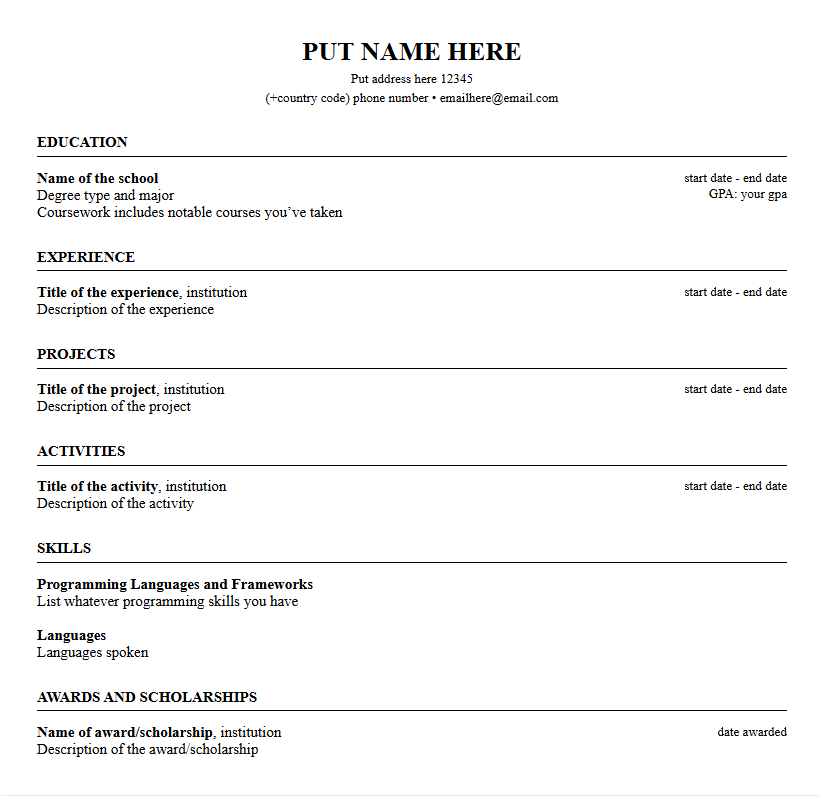 PUT NAME HERE
Put address here 12345
(+country code) phone number • emailhere@email.com
EDUCATION
Name of the school start date - end date
Degree type and major GPA: your gpa
Coursework includes notable courses you’ve taken
EXPERIENCE
Title of the experience, institution start date - end date
Description of the experience
PROJECTS
Title of the project, institution start date - end date
Description of the project
ACTIVITIES
Title of the activity, institution start date - end date
Description of the activity
SKILLS
Programming Languages and Frameworks
List whatever programming skills you have
Languages
Languages spoken
AWARDS AND SCHOLARSHIPS
Name of award/scholarship, institution date awarded
Description of the award/scholarship